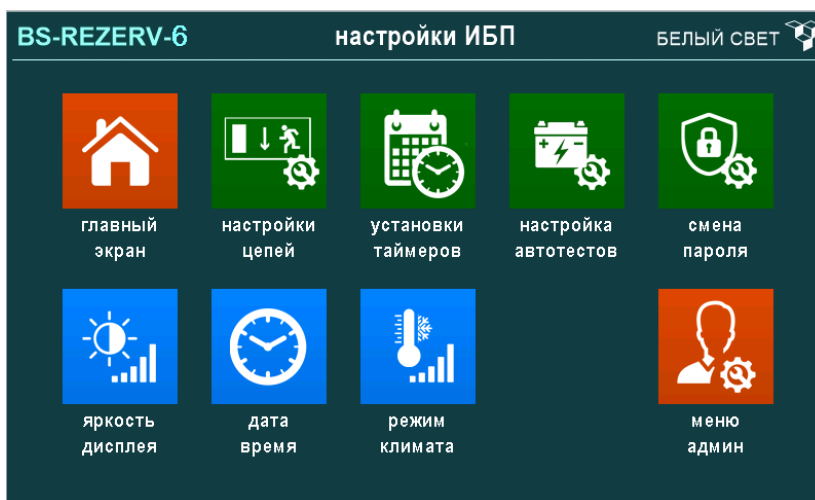 BS-REZERV-6
настройки ИБП
БЕЛЫЙ СВЕТ
главный
экран
настройки
цепей
установки
таймеров
настройка
автотестов
смена
пароля
яркость
дисплея
дата
время
режим
климата
меню
админ